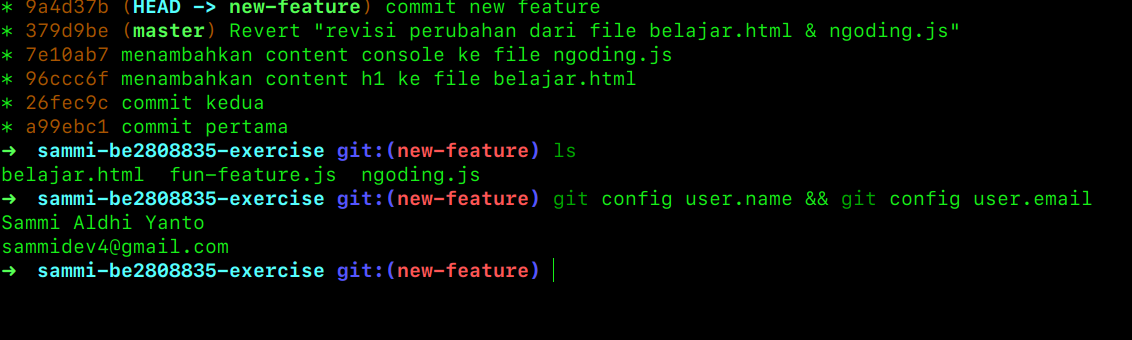 * 9a4d37b (HEAD -> new-feature) commit new feature
* 379d9be (master) Revert "revisi perubahan dari file belajar.html & ngoding.js"
* 7e10ab7 menambahkan content console ke file ngoding.js
* 96ccc6f menambahkan content h1 ke file belajar.html
* 26fec9c commit kedua
* a99ebc1 commit pertama
➜  sammi-be2808835-exercise git:(new-feature) ls
belajar.html  fun-feature.js  ngoding.js
➜  sammi-be2808835-exercise git:(new-feature) git config user.name && git config user.email
Sammi Aldhi Yanto
sammidev4@gmail.com
➜  sammi-be2808835-exercise git:(new-feature)